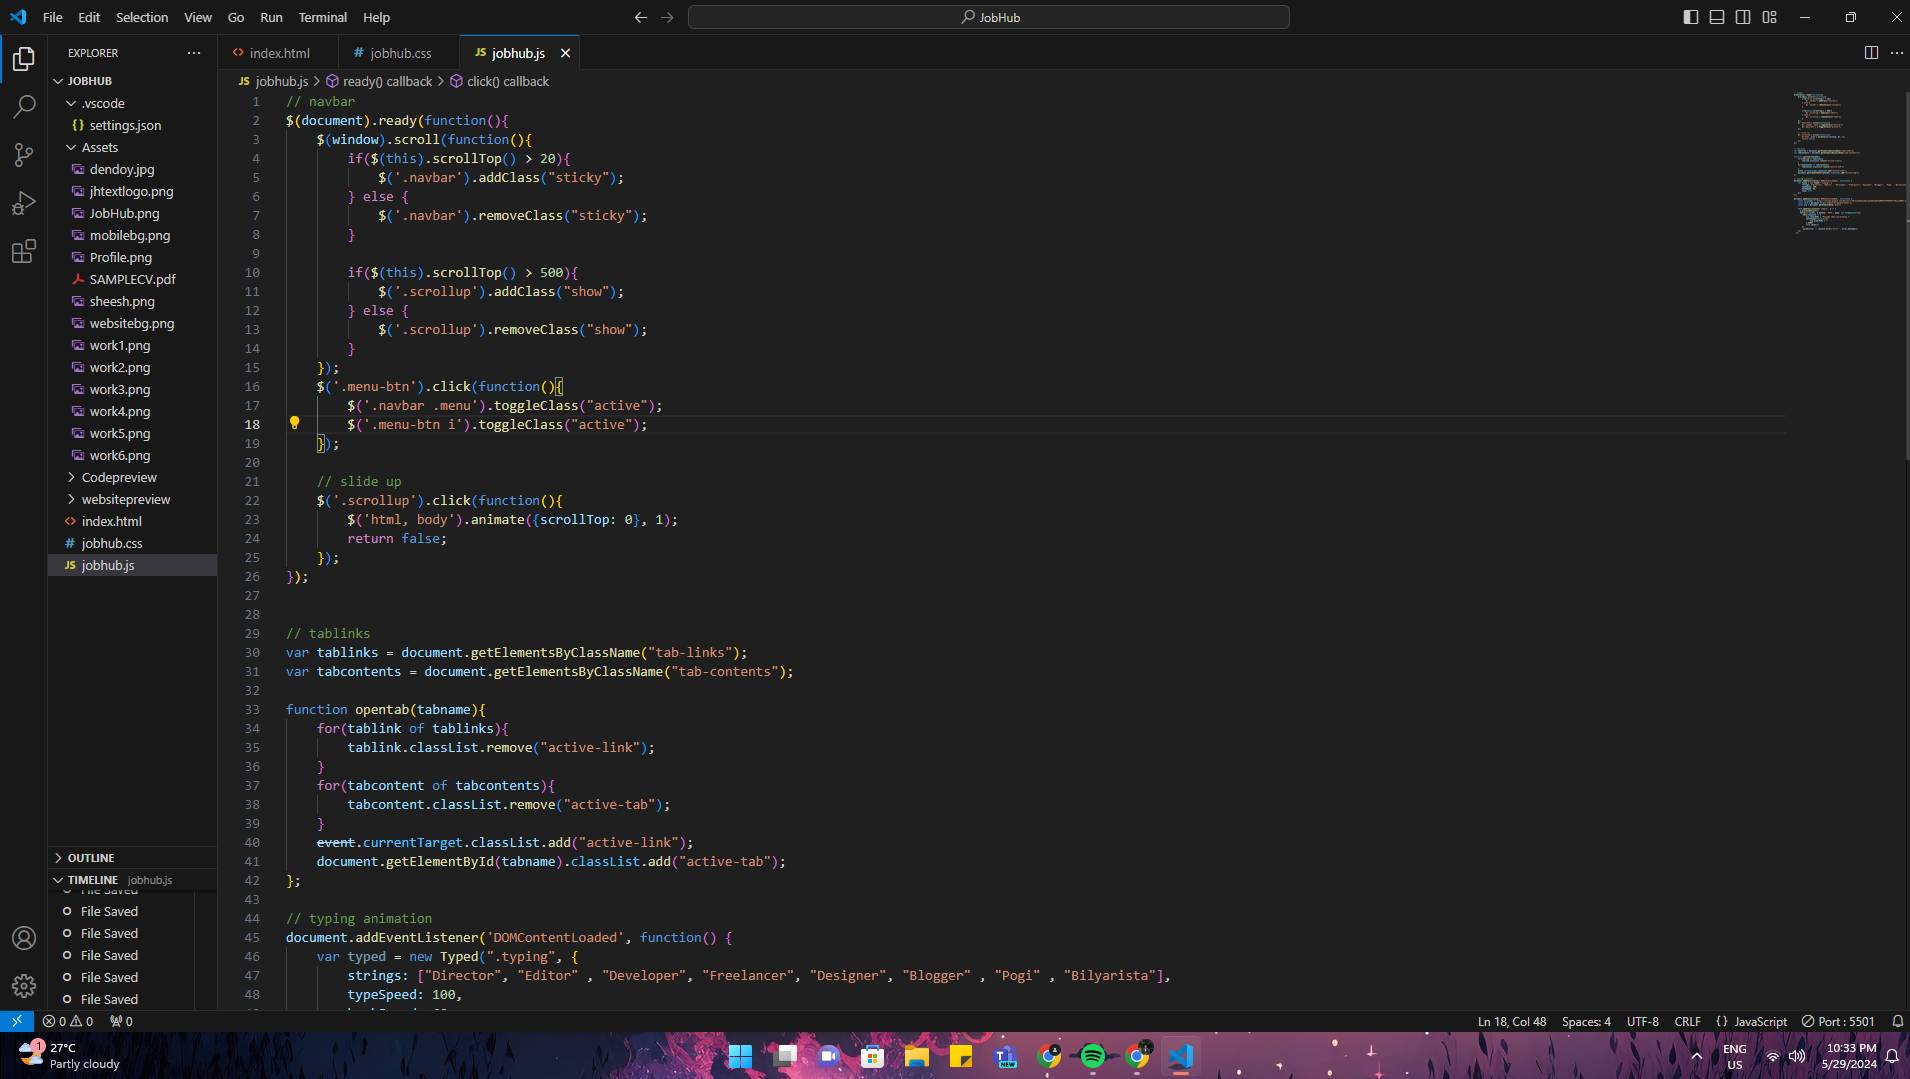 File Edit Selection View Go Run Terminal Help
JobHub
EXPLORER
JOBHUB
.vscode
{} settings.json
Assets
dendoy.jpg
jhtextlogo.png
JobHub.png
mobilebg.png
Profile.png
SAMPLECV.pdf
sheesh.png
websitebg.png
work1.png
work2.png
work3.png
work4.png
work5.png
work6.png
Codepreview
websitepreview
<> index.html
# jobhub.css
JS jobhub.js
OUTLINE
TIMELINE jobhub.js
File Saved
File Saved
File Saved
File Saved
File Saved
File Saved
<> index.html # jobhub.css JS jobhub.js
JS jobhub.js > ready() callback > click() callback
1 // navbar
2 $(document).ready(function(){
3 $(window).scroll(function(){
4 if($(this).scrollTop() > 20){
5 $('.navbar').addClass("sticky");
6 } else {
7 $('.navbar').removeClass("sticky");
8 }
9
10 if($(this).scrollTop() > 500){
11 $('.scrollup').addClass("show");
12 } else {
13 $('.scrollup').removeClass("show");
14 }
15 });
16 $('.menu-btn').click(function(){
17 $('.navbar .menu').toggleClass("active");
18 $('.menu-btn i').toggleClass("active");
19 });
20
21 // slide up
22 $('.scrollup').click(function(){
23 $('html, body').animate({scrollTop: 0}, 1);
24 return false;
25 });
26 });
27
28
29 // tablinks
30 var tablinks = document.getElementsByClassName("tab-links");
31 var tabcontents = document.getElementsByClassName("tab-contents");
32
33 function opentab(tabname){
34 for(tablink of tablinks){
35 tablink.classList.remove("active-link");
36 }
37 for(tabcontent of tabcontents){
38 tabcontent.classList.remove("active-tab");
39 }
40 event.currentTarget.classList.add("active-link");
41 document.getElementById(tabname).classList.add("active-tab");
42 };
43
44 // typing animation
45 document.addEventListener('DOMContentLoaded', function() {
46 var typed = new Typed(".typing", {
47 strings: ["Director", "Editor" , "Developer", "Freelancer", "Designer", "Blogger" , "Pogi" , "Bilyarista"],
48 typeSpeed: 100,
0 0 0
Ln 18, Col 48 Spaces: 4 UTF-8 CRLF {} JavaScript Port : 5501
1
27°C
Partly cloudy
NEW
ENG
US
10:33 PM
5/29/2024